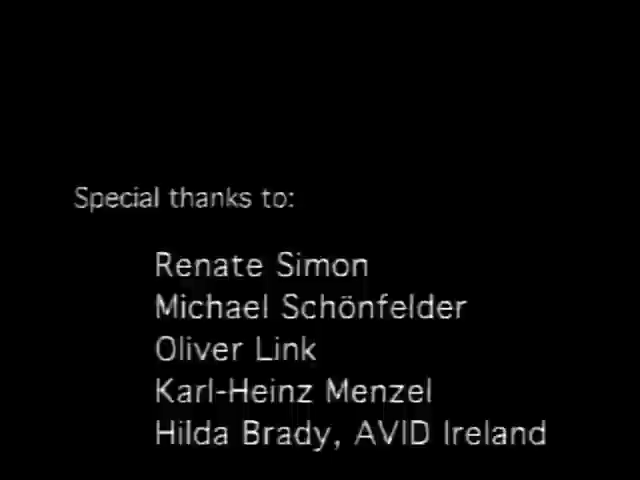 Special thanks to:
Renate Simon
Michael Schönfelder
Oliver Link
Karl-Heinz Menzel
Hilda Brady, AVID Ireland